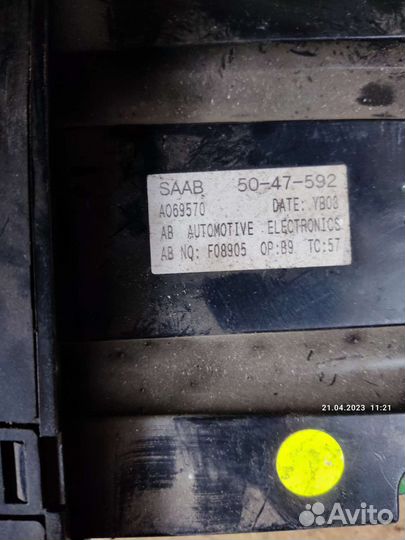 SAAB 50-47-592
A069570 DATE: YB08
AB AUTOMOTIVE ELECTRONICS
AB NO: F08905 OP:B9 TC:57
21.04.2023 11:21
Avito